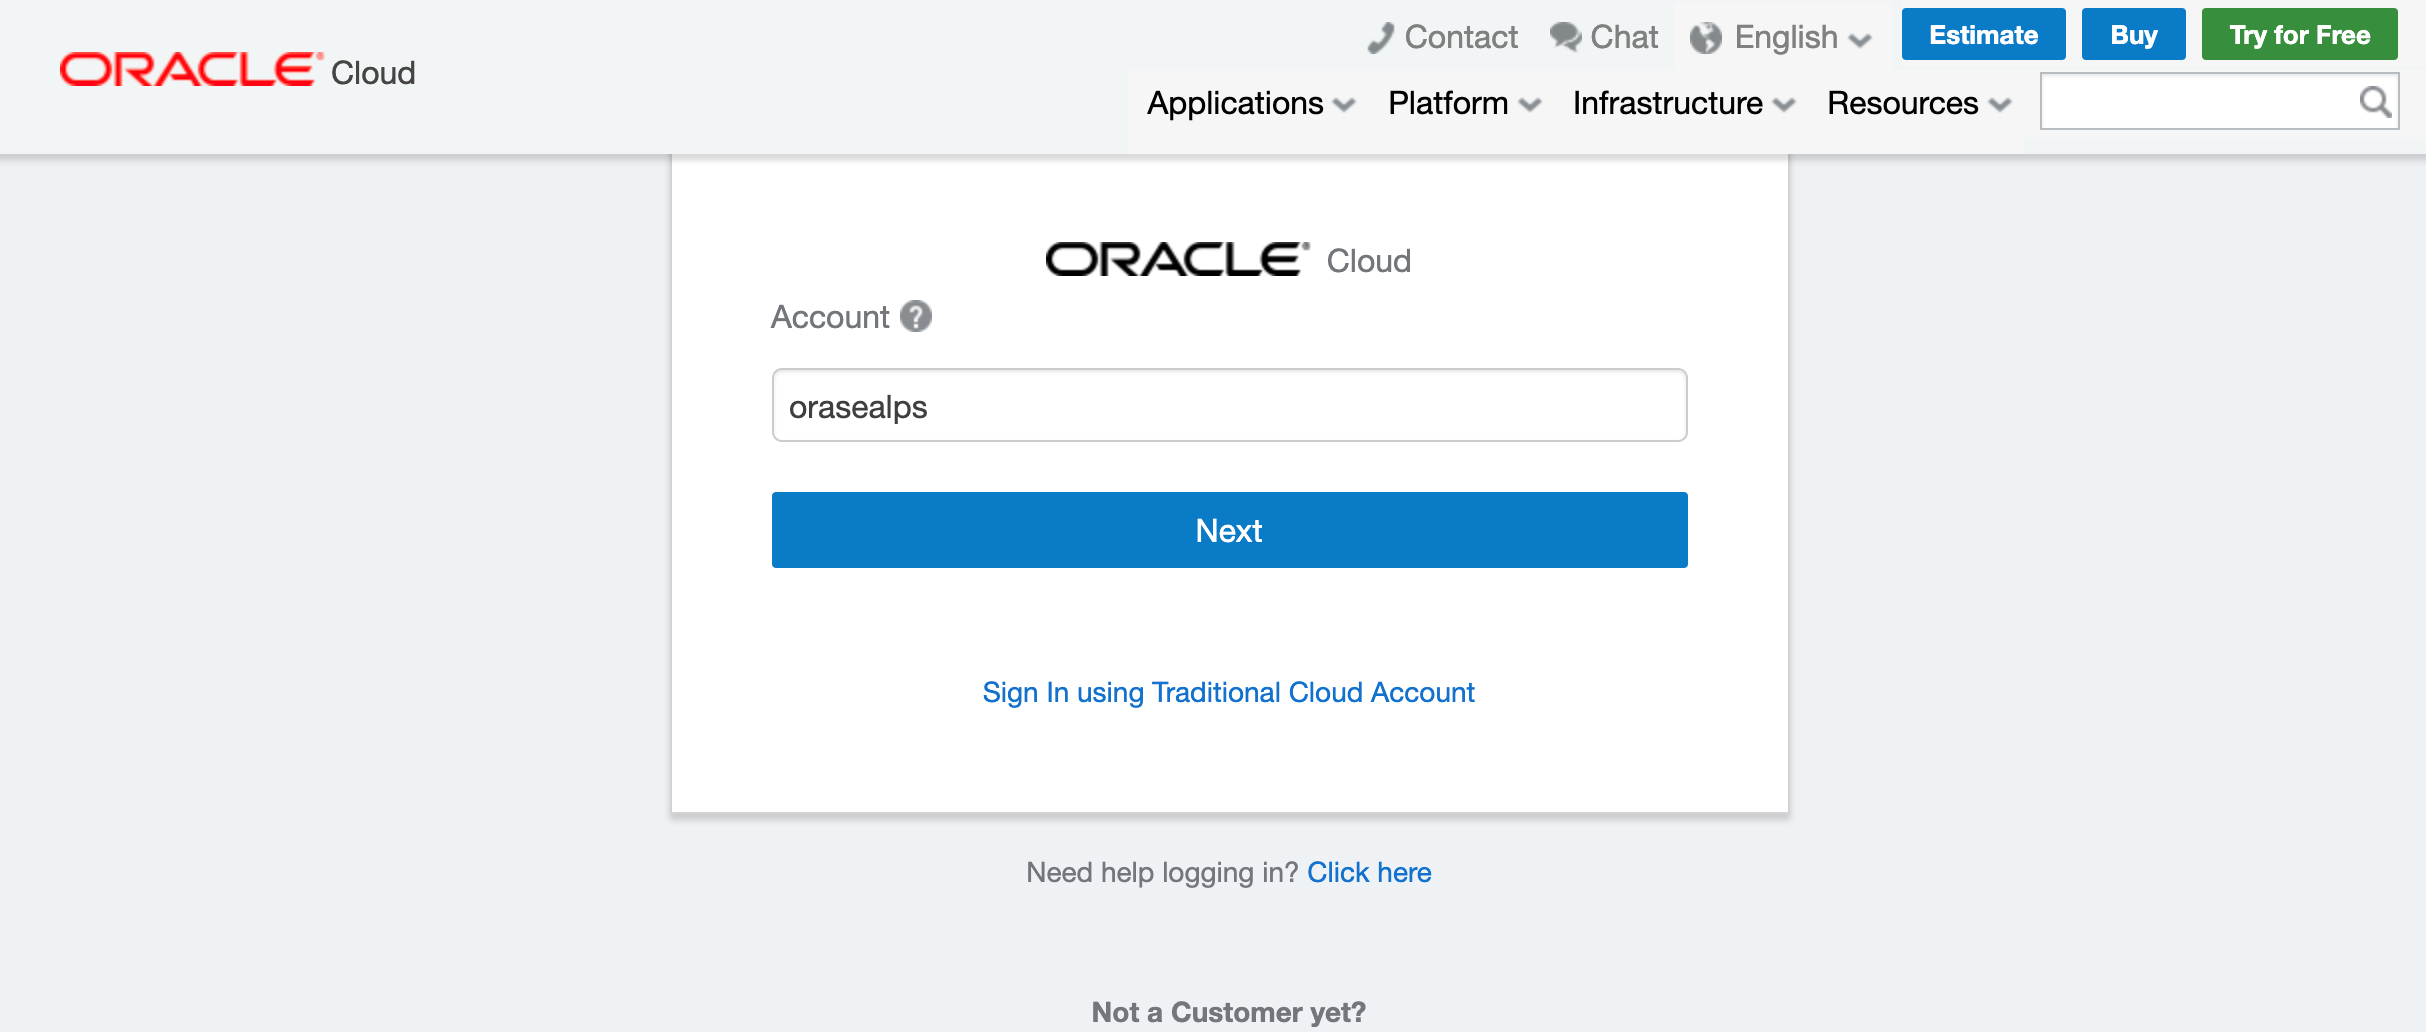 Contact Chat English Estimate Buy Try for Free
ORACLE Cloud
Applications Platform Infrastructure Resources
ORACLE Cloud
Account ?
orasealps
Next
Sign In using Traditional Cloud Account
Need help logging in? Click here
Not a Customer yet?